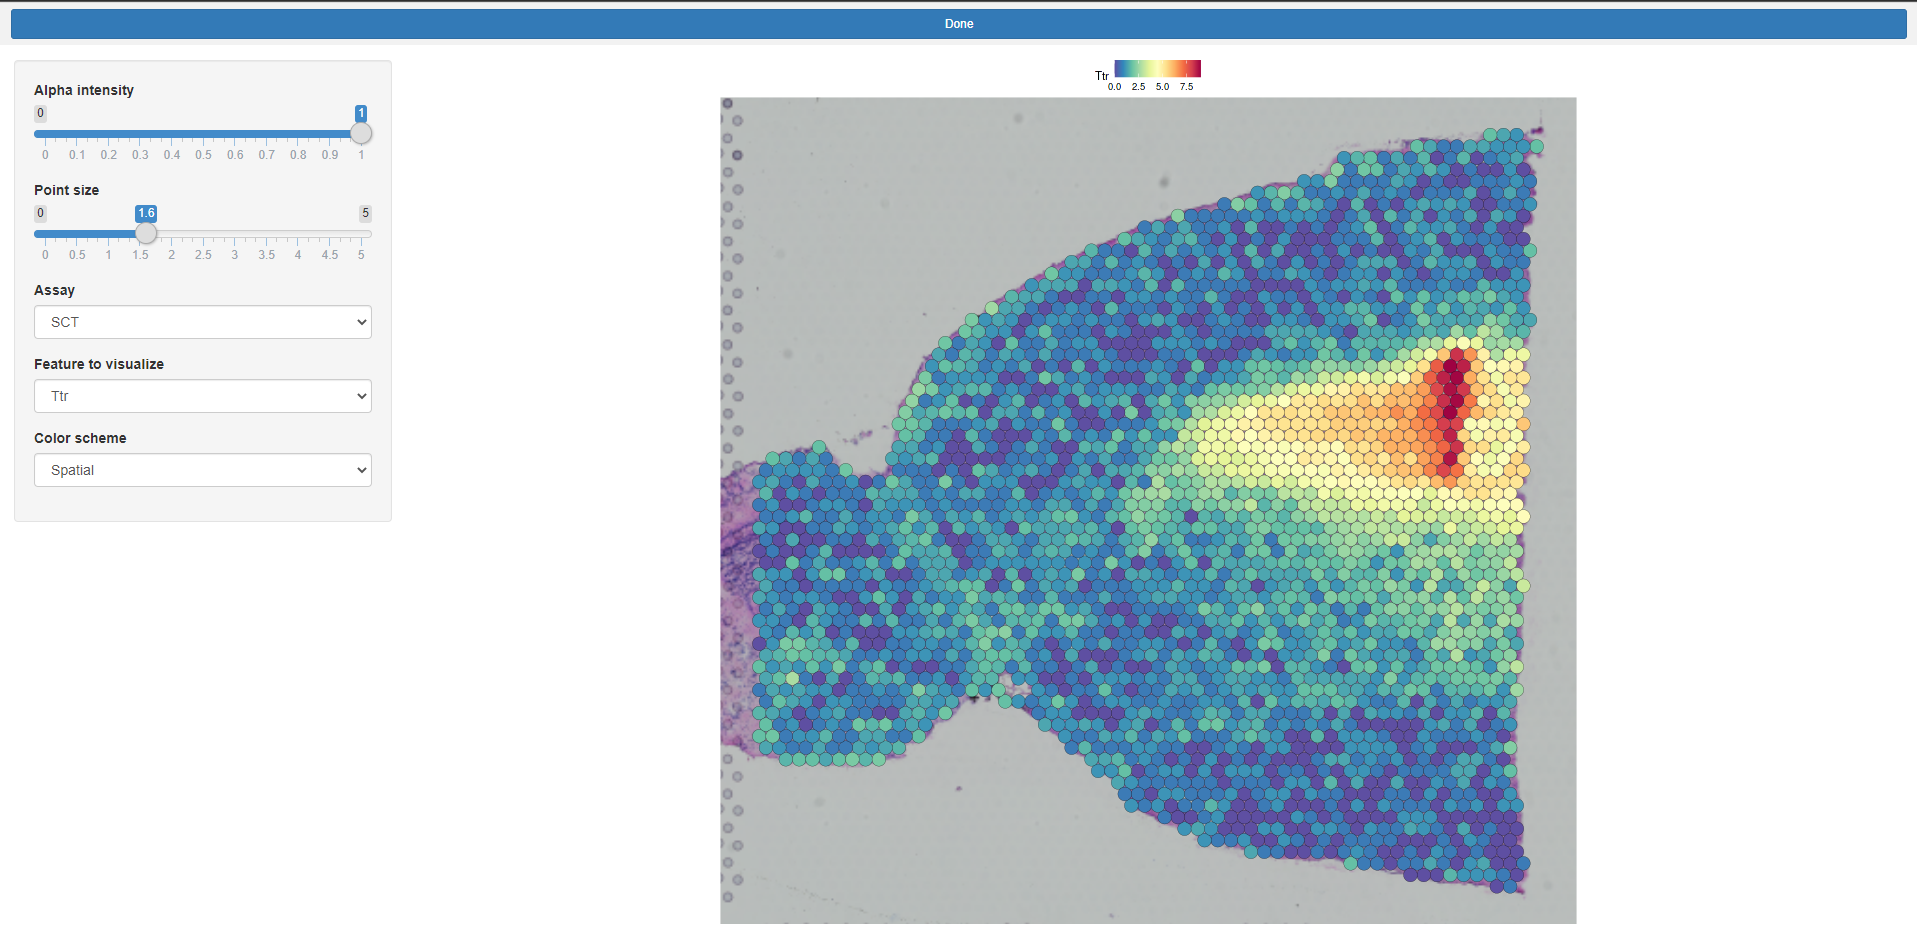 Done
Alpha intensity
0 1
0 0.1 0.2 0.3 0.4 0.5 0.6 0.7 0.8 0.9 1
Point size
0 1.6 5
0 0.5 1 1.5 2 2.5 3 3.5 4 4.5 5
Assay
SCT
Feature to visualize
Ttr
Color scheme
Spatial
Ttr
0.0 2.5 5.0 7.5